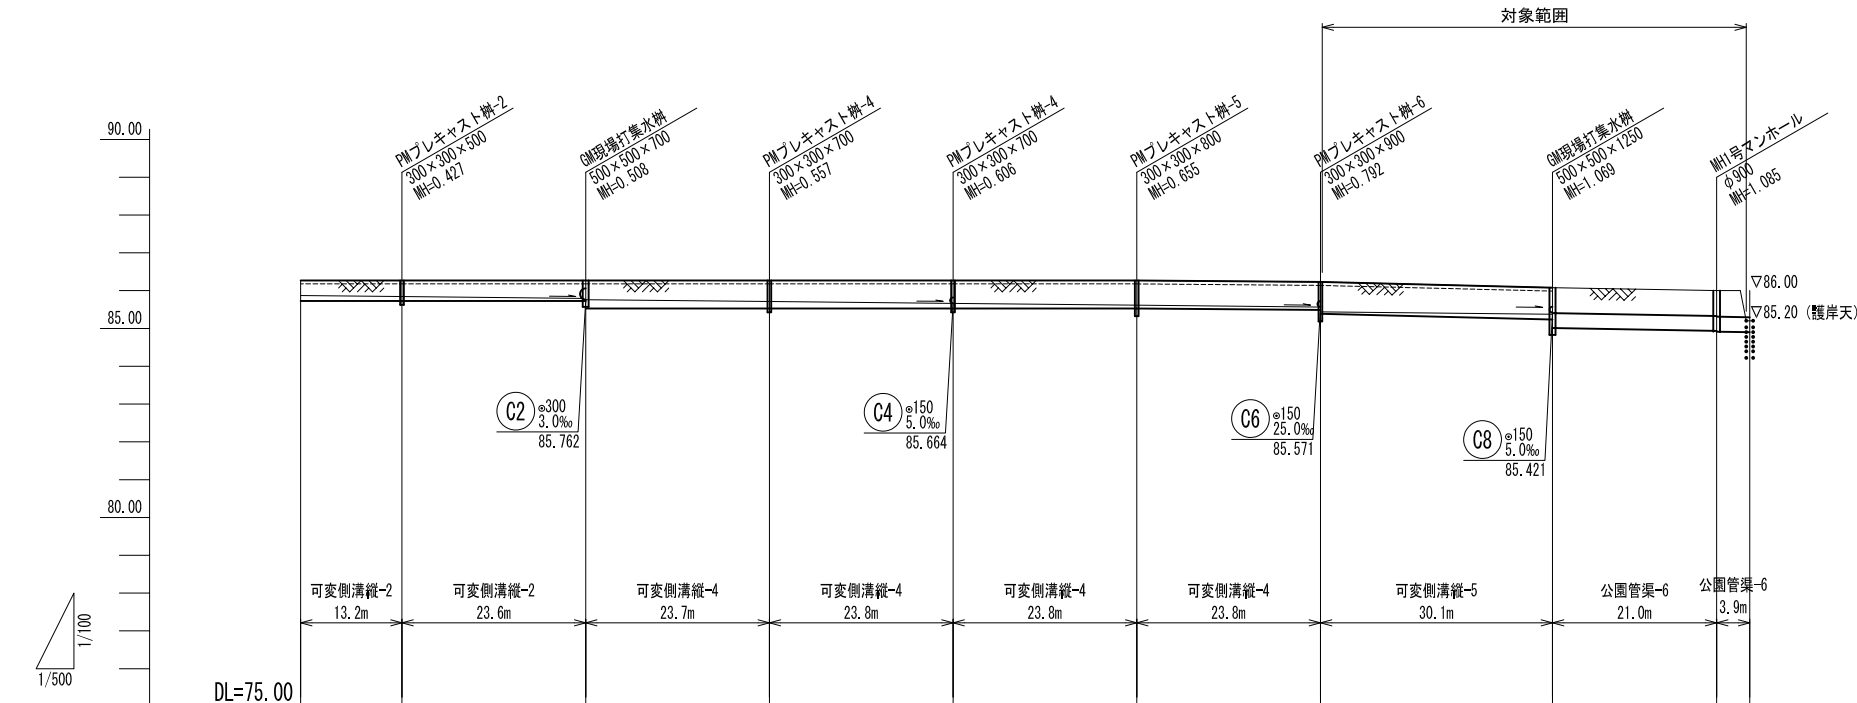 対象範囲
90.00
85.00
80.00
DL=75.00
1/100
1/500
PMプレキャスト桝-2
300×300×500
MH=0.427
GM現場打集水桝
500×500×700
MH=0.508
PMプレキャスト桝-4
300×300×700
MH=0.557
PMプレキャスト桝-4
300×300×700
MH=0.606
PMプレキャスト桝-5
300×300×800
MH=0.655
PMプレキャスト桝-6
300×300×900
MH=0.792
GM現場打集水桝
500×500×1250
MH=1.069
MH1号マンホール
φ900
MH=1.085
▽86.00
▽85.20 (護岸天)
C2
⊙300
3.0‰
85.762
C4
⊙150
5.0‰
85.664
C6
⊙150
25.0‰
85.571
C8
⊙150
5.0‰
85.421
可変側溝縦-2
13.2m
可変側溝縦-2
23.6m
可変側溝縦-4
23.7m
可変側溝縦-4
23.8m
可変側溝縦-4
23.8m
可変側溝縦-4
23.8m
可変側溝縦-5
30.1m
公園管渠-6
21.0m
公園管渠-6
3.9m